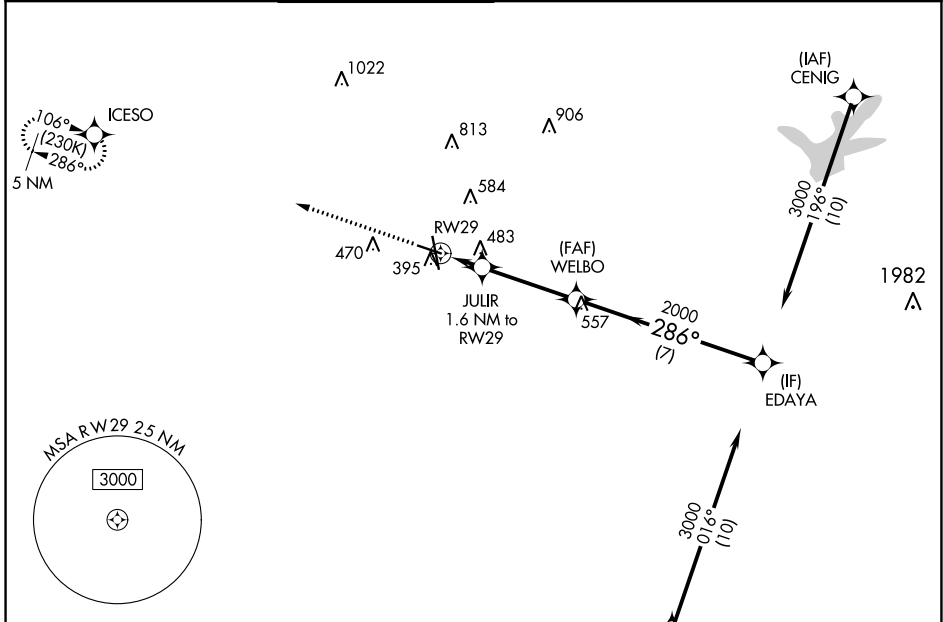 1022
813
906
584
(IAF)
CENIG
ICESO
106°
(230K)
286°
5 NM
3000
196°
(10)
RW29
483
470
395
(FAF)
WELBO
JULIR
1.6 NM to
RW29
557
2000
286°
(7)
1982
(IF)
EDAYA
MSA RW29 25 NM
3000
3000
016°
(10)